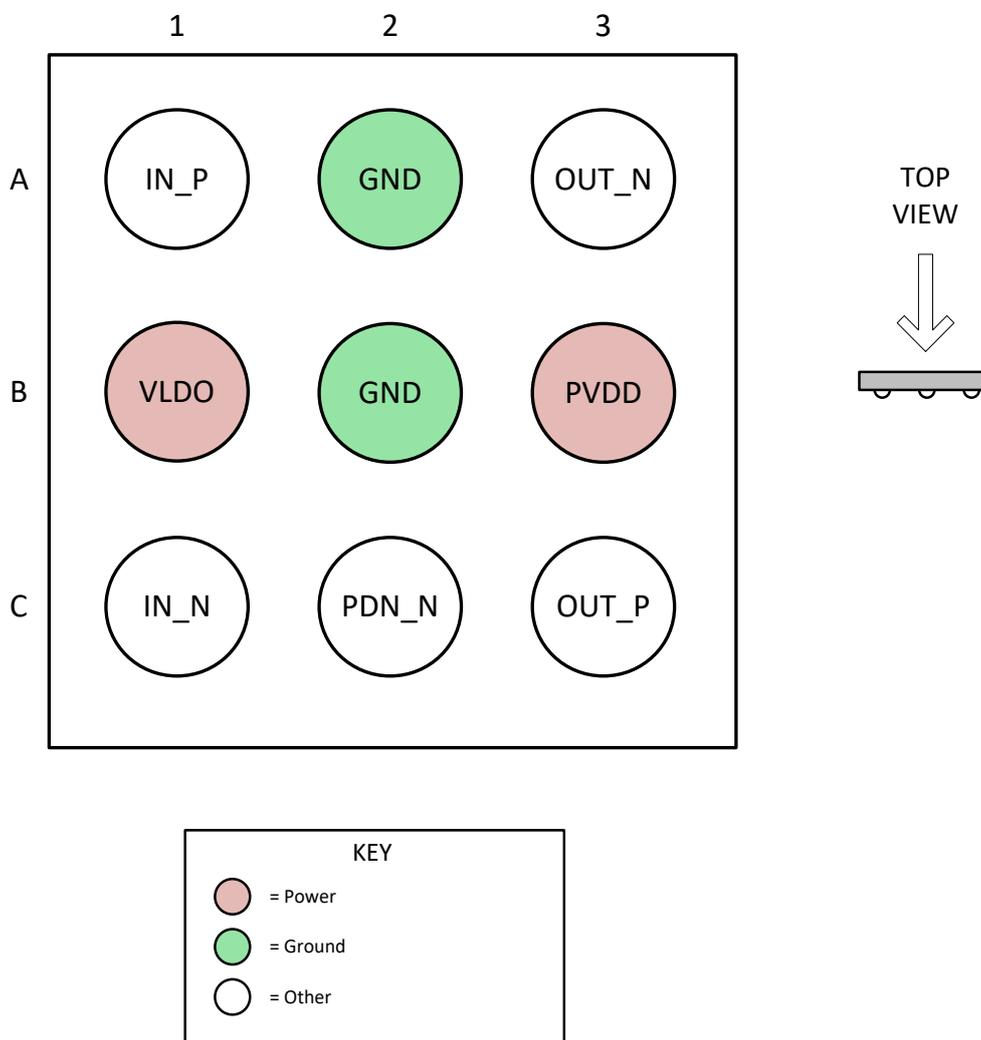 1 2 3
A IN_P GND OUT_N
TOP
VIEW
B VLDO GND PVDD
C IN_N PDN_N OUT_P
KEY
= Power
= Ground
= Other